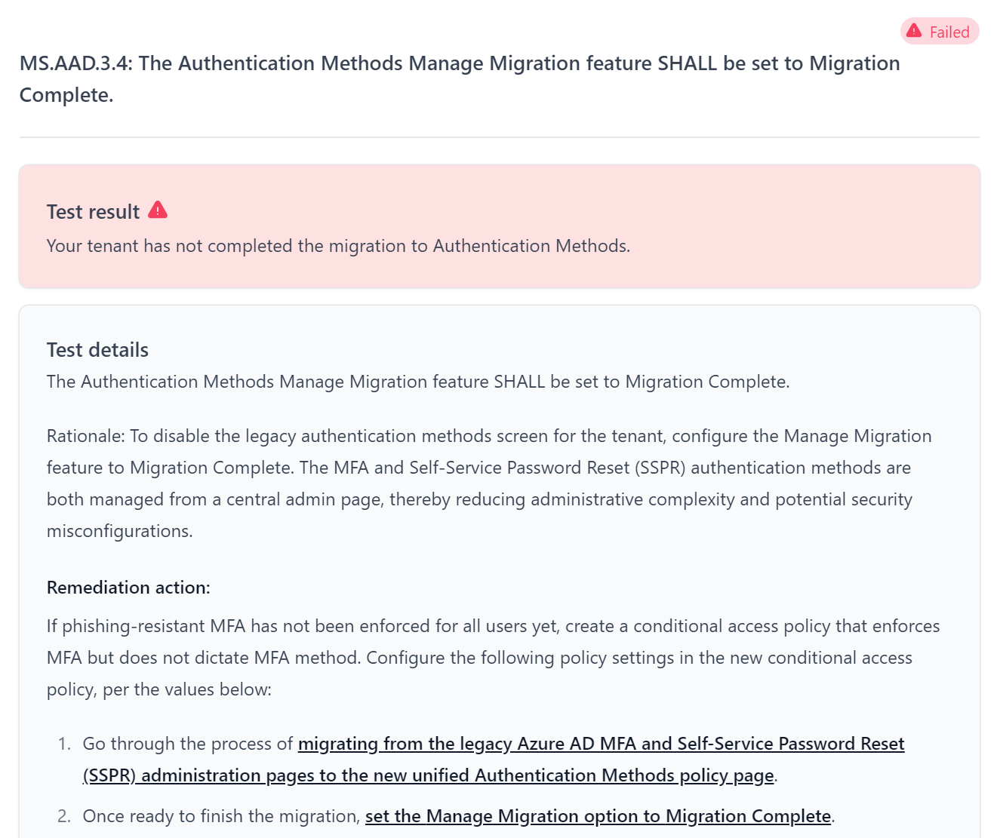 Failed
MS.AAD.3.4: The Authentication Methods Manage Migration feature SHALL be set to Migration
Complete.
Test result
Your tenant has not completed the migration to Authentication Methods.
Test details
The Authentication Methods Manage Migration feature SHALL be set to Migration Complete.
Rationale: To disable the legacy authentication methods screen for the tenant, configure the Manage Migration
feature to Migration Complete. The MFA and Self-Service Password Reset (SSPR) authentication methods are
both managed from a central admin page, thereby reducing administrative complexity and potential security
misconfigurations.
Remediation action:
If phishing-resistant MFA has not been enforced for all users yet, create a conditional access policy that enforces
MFA but does not dictate MFA method. Configure the following policy settings in the new conditional access
policy, per the values below:
1. Go through the process of migrating from the legacy Azure AD MFA and Self-Service Password Reset
(SSPR) administration pages to the new unified Authentication Methods policy page.
2. Once ready to finish the migration, set the Manage Migration option to Migration Complete.